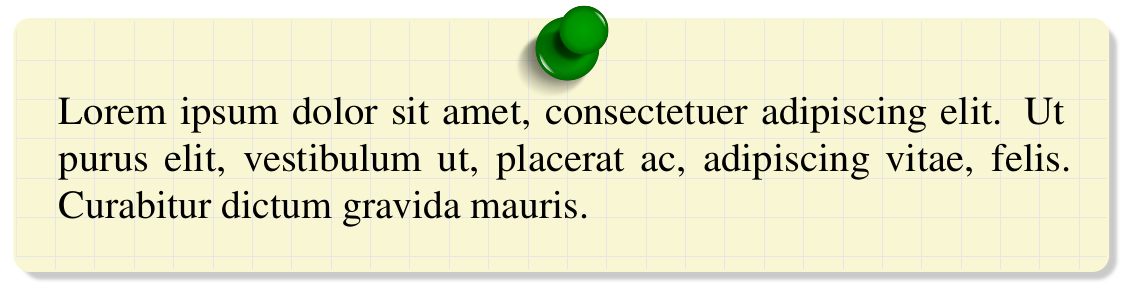 Lorem ipsum dolor sit amet, consectetuer adipiscing elit. Ut
purus elit, vestibulum ut, placerat ac, adipiscing vitae, felis.
Curabitur dictum gravida mauris.